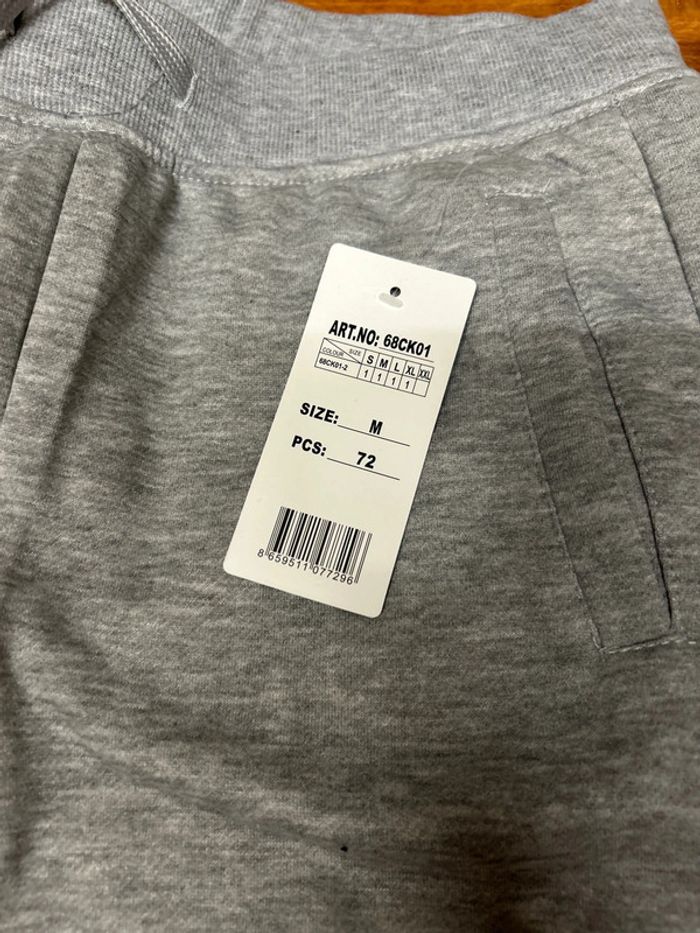 ART.NO: 68CK01
COLOUR SIZE S M L XL XXL
68CK01-2 1 1 1 1
SIZE: M
PCS: 72
8 659511 077296